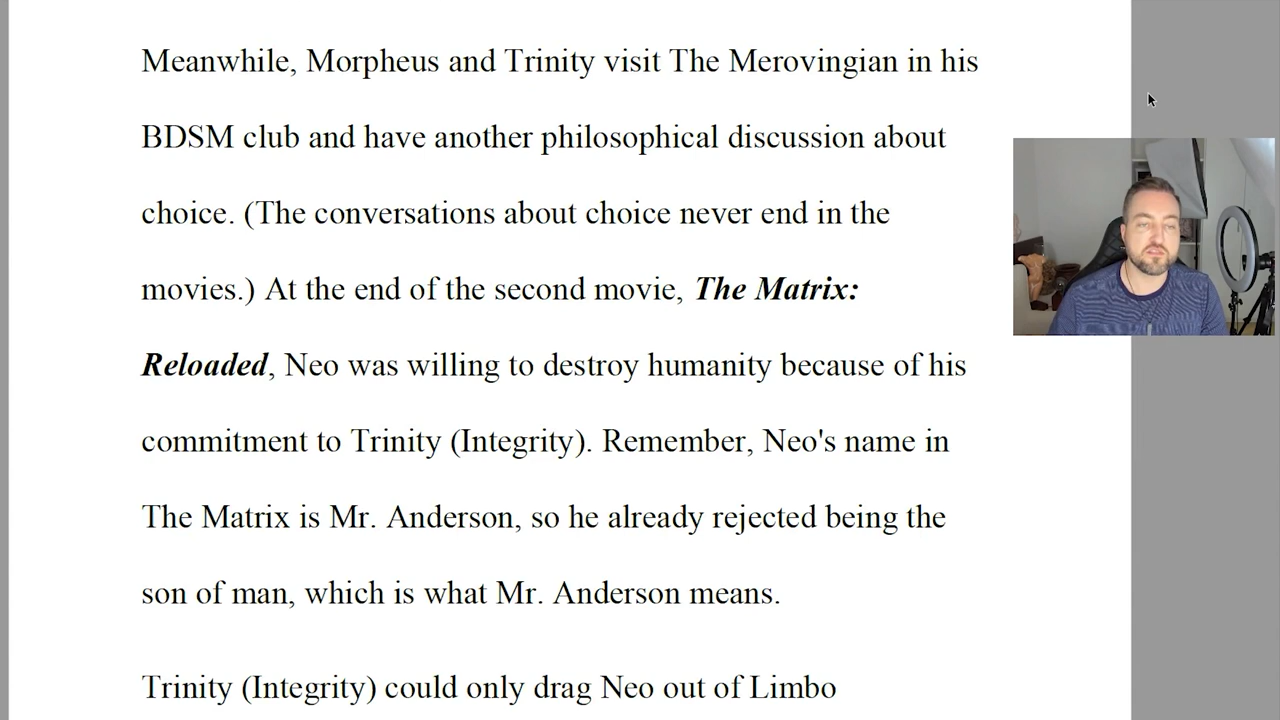 Meanwhile, Morpheus and Trinity visit The Merovingian in his
BDSM club and have another philosophical discussion about
choice. (The conversations about choice never end in the
movies.) At the end of the second movie, The Matrix:
Reloaded, Neo was willing to destroy humanity because of his
commitment to Trinity (Integrity). Remember, Neo's name in
The Matrix is Mr. Anderson, so he already rejected being the
son of man, which is what Mr. Anderson means.
Trinity (Integrity) could only drag Neo out of Limbo